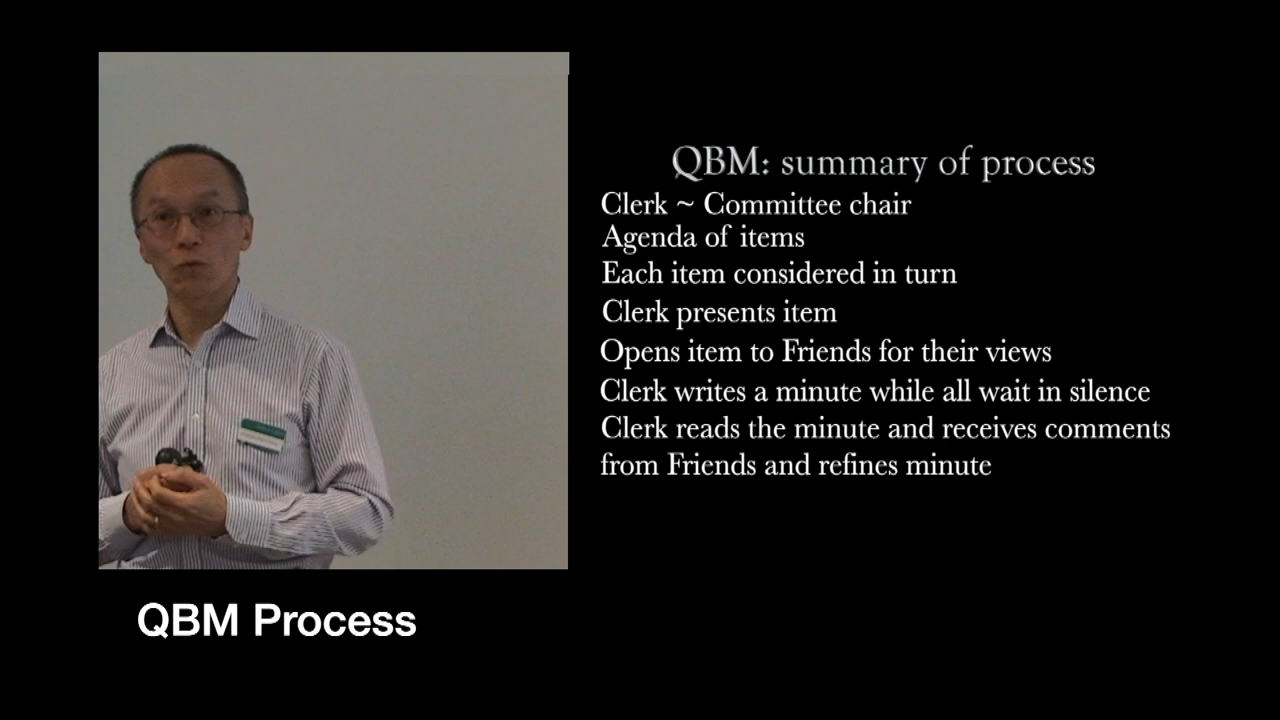 QBM: summary of process
Clerk ~ Committee chair
Agenda of items
Each item considered in turn
Clerk presents item
Opens item to Friends for their views
Clerk writes a minute while all wait in silence
Clerk reads the minute and receives comments
from Friends and refines minute
QBM Process